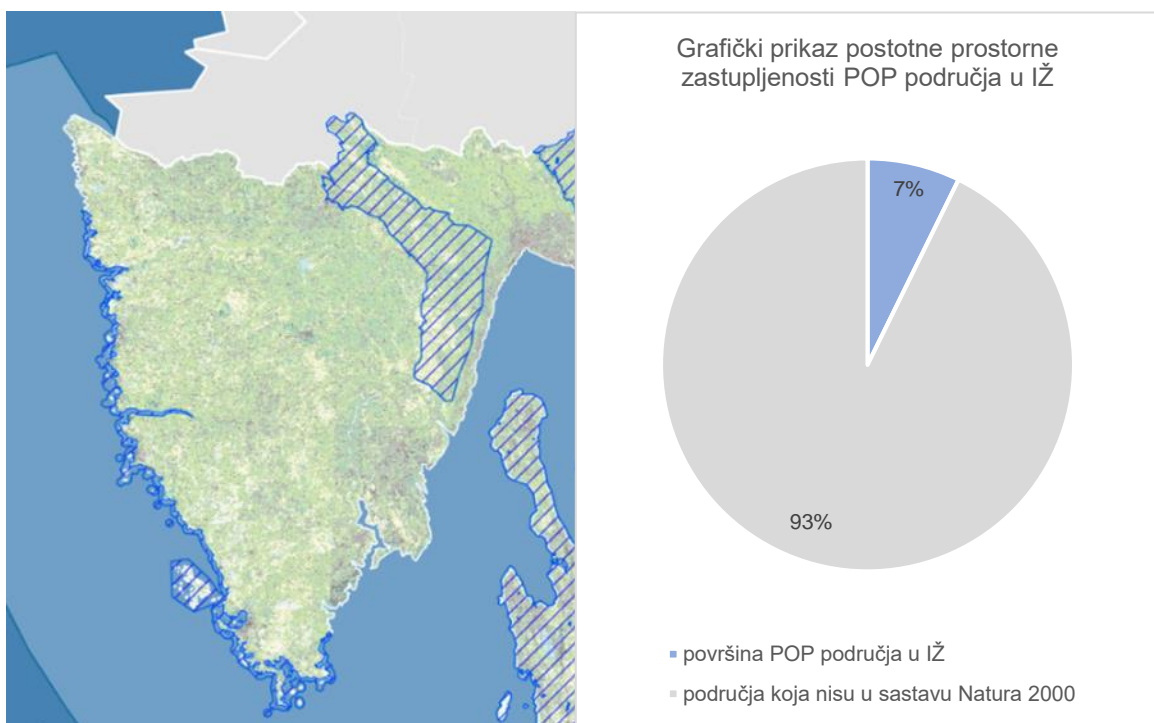 Grafički prikaz postotne prostorne
zastupljenosti POP područja u IŽ
7%
93%
površina POP područja u IŽ
područja koja nisu u sastavu Natura 2000